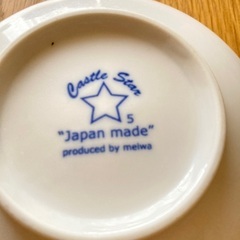 Castle Star
5
"Japan made"
produced by meiwa